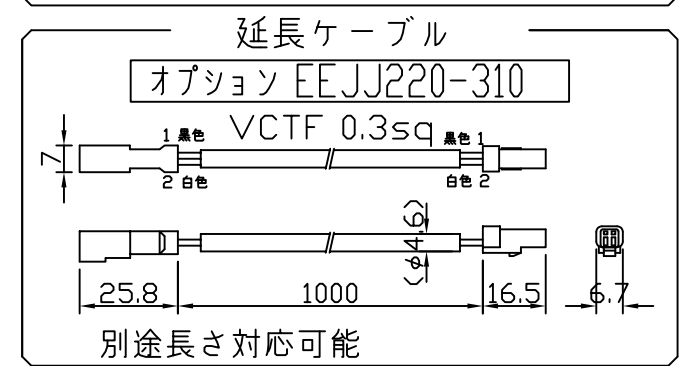 延長ケーブル
オプション EEJJ220-310
VCTF 0.3sq
1 黒色
黒色 1
7
2 白色
白色 2
(φ4.6)
25.8
1000
16.5
6.7
別途長さ対応可能